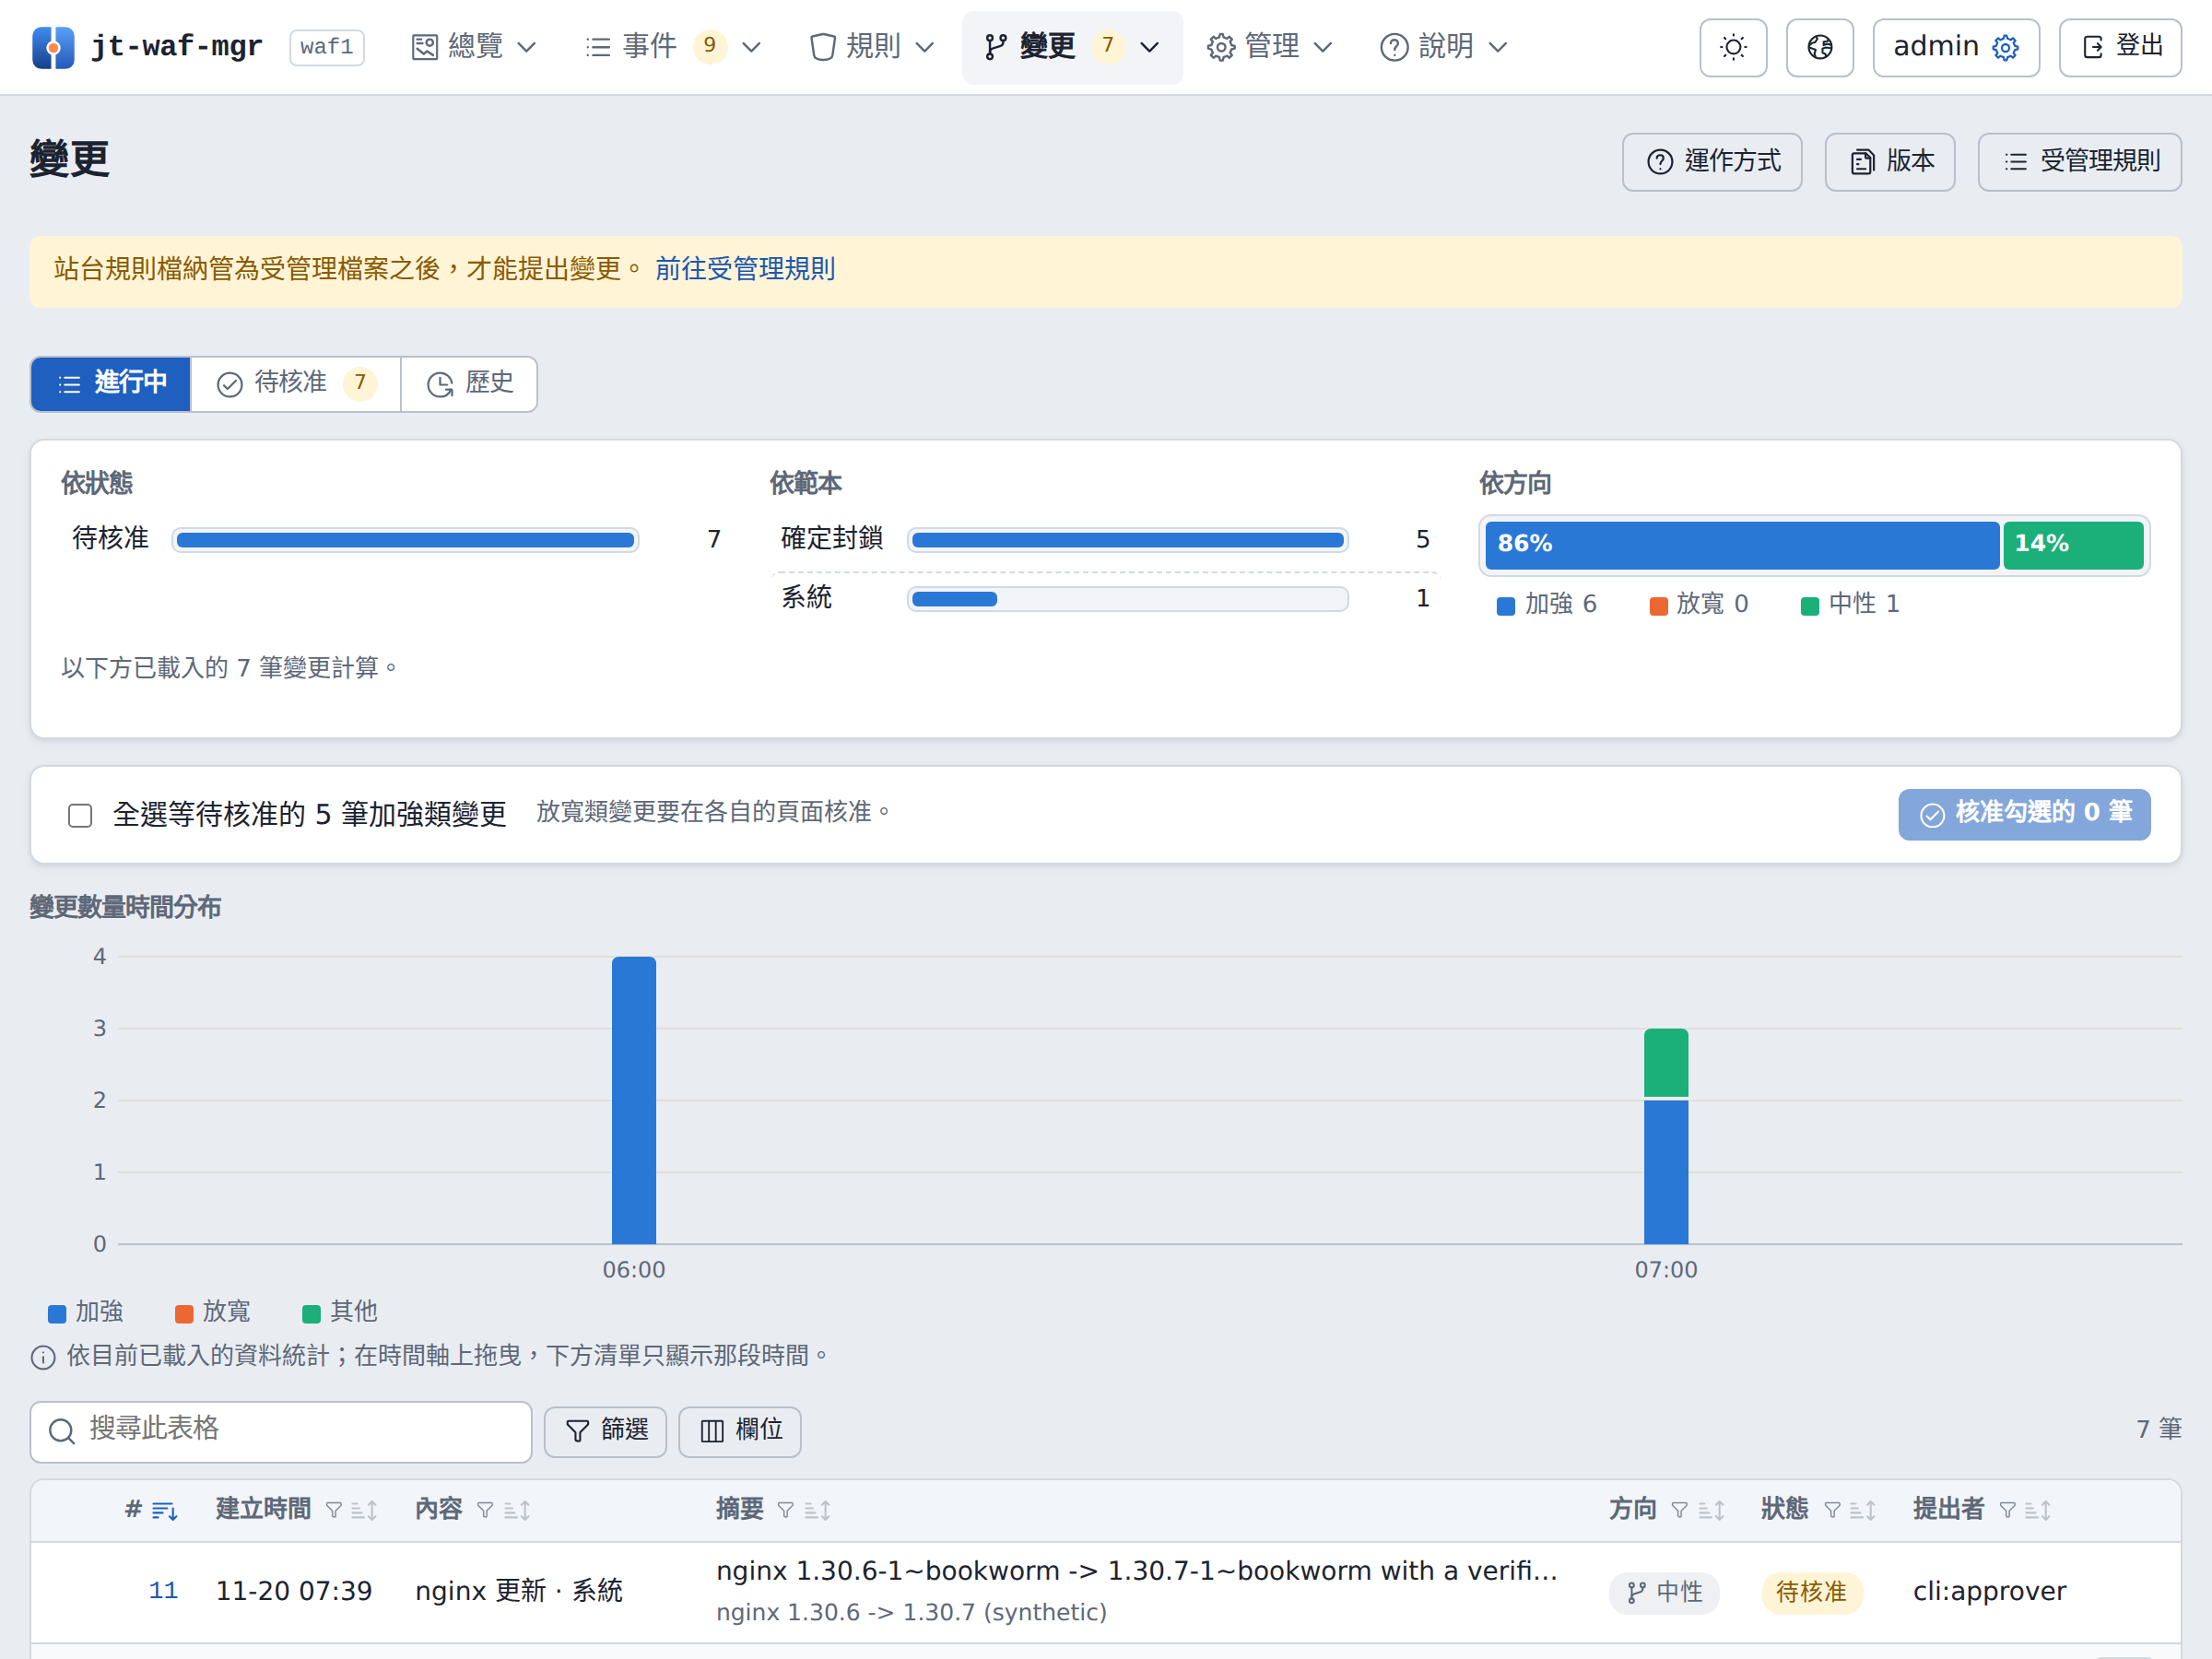 jt-waf-mgr waf1 總覽 事件 9 規則 變更 7 管理 說明 admin 登出
變更 運作方式 版本 受管理規則
站台規則檔納管為受管理檔案之後，才能提出變更。 前往受管理規則
進行中 待核准 7 歷史
依狀態 依範本 依方向
待核准 7 確定封鎖 5 86% 14%
系統 1 加強 6 放寬 0 中性 1
以下方已載入的 7 筆變更計算。
全選等待核准的 5 筆加強類變更 放寬類變更要在各自的頁面核准。 核准勾選的 0 筆
變更數量時間分布
4
3
2
1
0
06:00 07:00
加強 放寬 其他
依目前已載入的資料統計；在時間軸上拖曳，下方清單只顯示那段時間。
搜尋此表格 篩選 欄位 7 筆
# 建立時間 內容 摘要 方向 狀態 提出者
11 11-20 07:39 nginx 更新 · 系統 nginx 1.30.6-1~bookworm -> 1.30.7-1~bookworm with a verifi... 中性 待核准 cli:approver
nginx 1.30.6 -> 1.30.7 (synthetic)